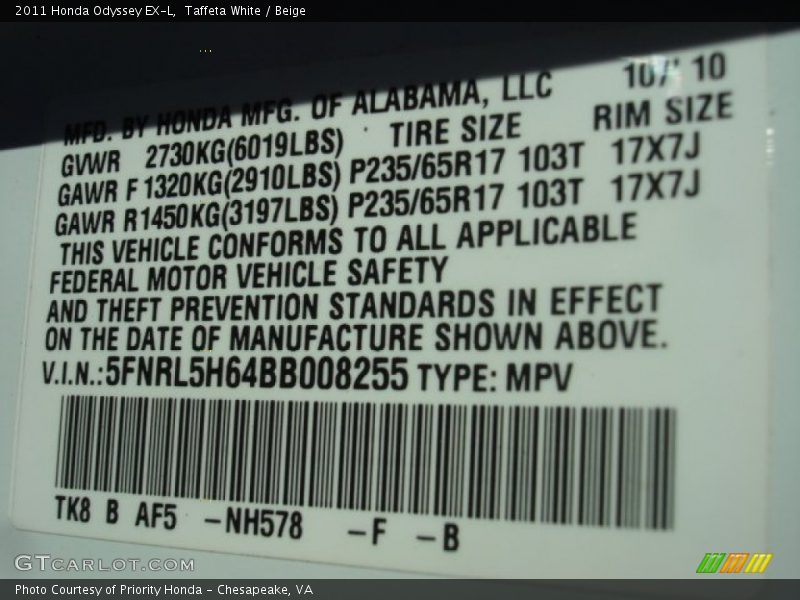 2011 Honda Odyssey EX-L, Taffeta White / Beige
MFD. BY HONDA MFG. OF ALABAMA, LLC 10/ 10
GVWR 2730KG(6019LBS) TIRE SIZE RIM SIZE
GAWR F 1320KG(2910LBS) P235/65R17 103T 17X7J
GAWR R1450KG(3197LBS) P235/65R17 103T 17X7J
THIS VEHICLE CONFORMS TO ALL APPLICABLE
FEDERAL MOTOR VEHICLE SAFETY
AND THEFT PREVENTION STANDARDS IN EFFECT
ON THE DATE OF MANUFACTURE SHOWN ABOVE.
V.I.N.:5FNRL5H64BB008255 TYPE: MPV
TK8 B AF5 -NH578 -F -B
GTCARLOT.COM
Photo Courtesy of Priority Honda - Chesapeake, VA